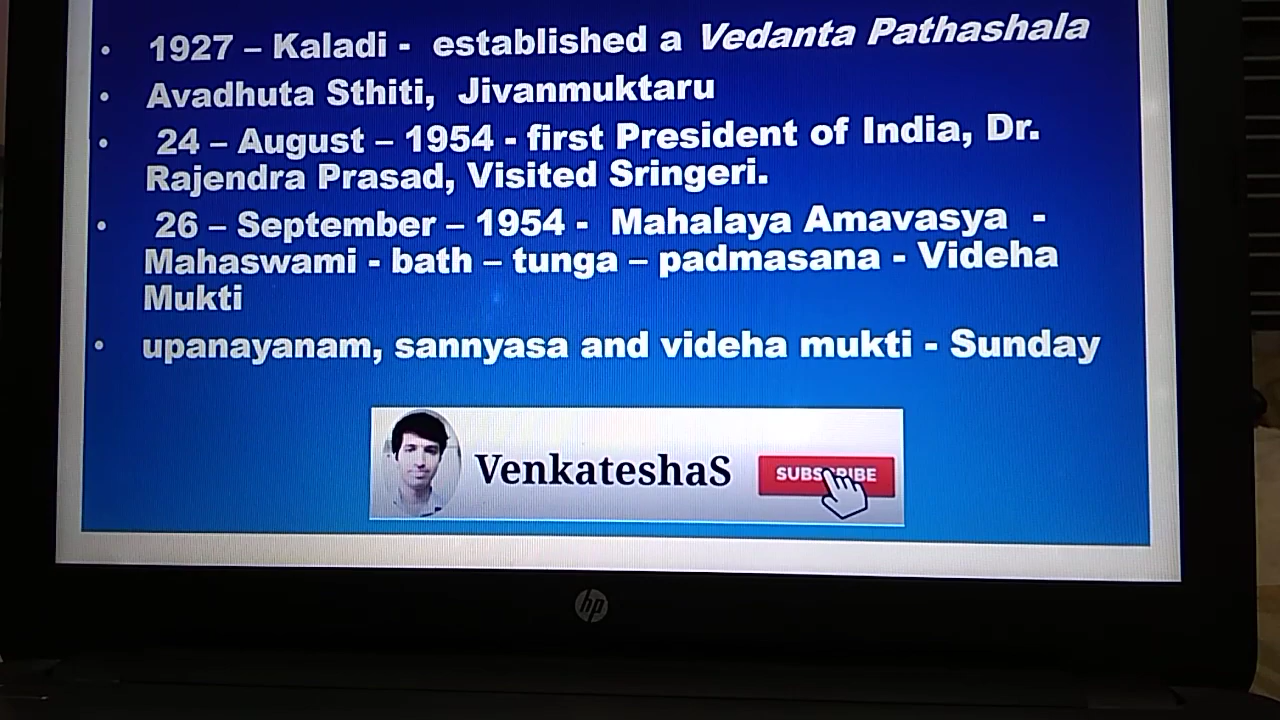 • 1927 – Kaladi - established a Vedanta Pathashala
• Avadhuta Sthiti, Jivanmuktaru
• 24 – August – 1954 - first President of India, Dr.
Rajendra Prasad, Visited Sringeri.
• 26 – September – 1954 - Mahalaya Amavasya -
Mahaswami - bath – tunga – padmasana - Videha
Mukti
• upanayanam, sannyasa and videha mukti - Sunday
VenkateshaS
SUBSCRIBE
hp